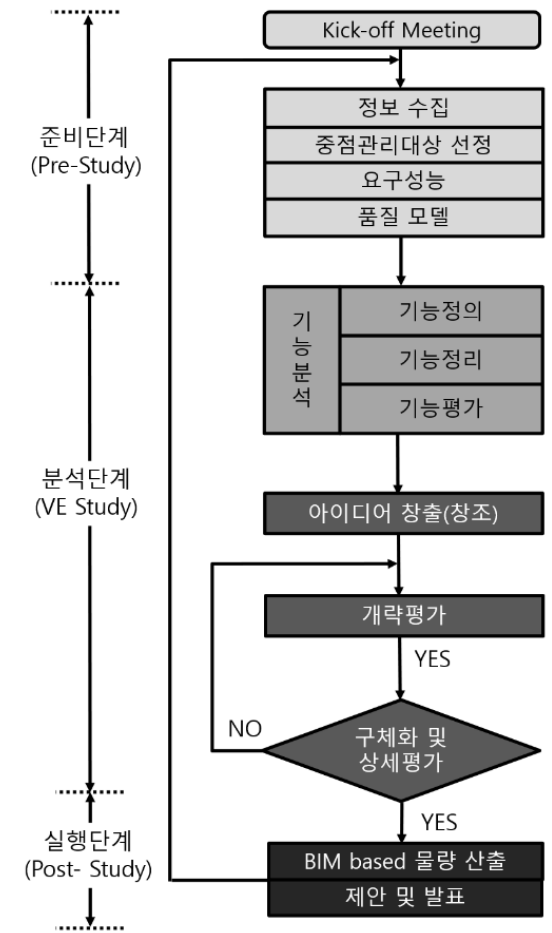 Kick-off Meeting
정보 수집
중점관리대상 선정
요구성능
품질 모델
준비단계
(Pre-Study)
기능분석
기능정의
기능정리
기능평가
아이디어 창출(창조)
개략평가
YES
NO
구체화 및
상세평가
YES
분석단계
(VE Study)
BIM based 물량 산출
제안 및 발표
실행단계
(Post- Study)